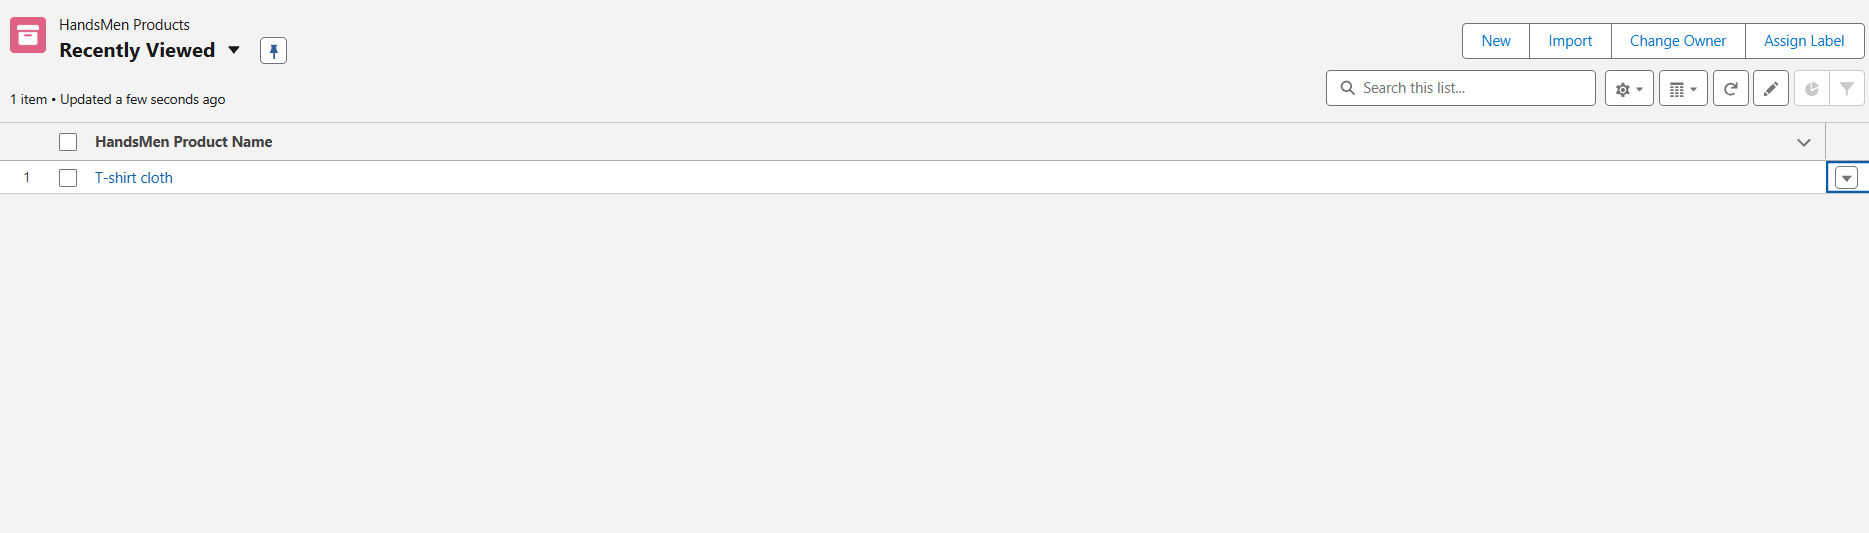 HandsMen Products
Recently Viewed
New Import Change Owner Assign Label
1 item • Updated a few seconds ago
Search this list...
HandsMen Product Name
1 T-shirt cloth